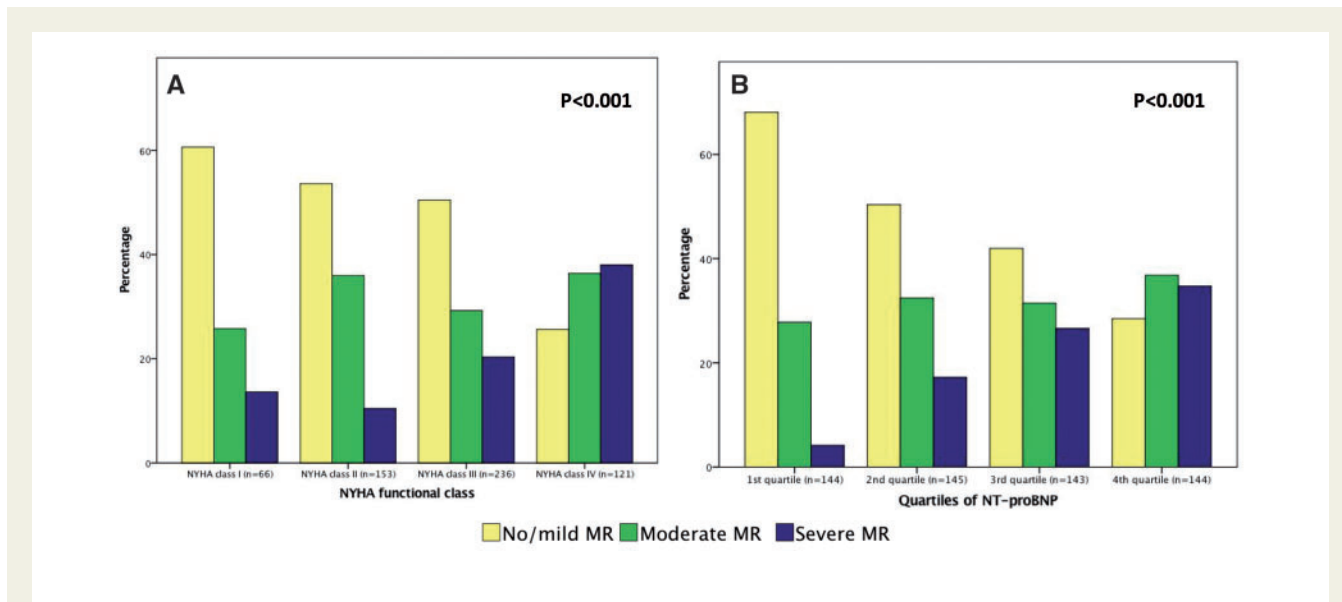 A
P<0.001
60
40
20
0
Percentage
NYHA class I (n=66) NYHA class II (n=153) NYHA class III (n=236) NYHA class IV (n=121)
NYHA functional class
B
P<0.001
60
40
20
0
Percentage
1st quartile (n=144) 2nd quartile (n=145) 3rd quartile (n=143) 4th quartile (n=144)
Quartiles of NT-proBNP
No/mild MR Moderate MR Severe MR